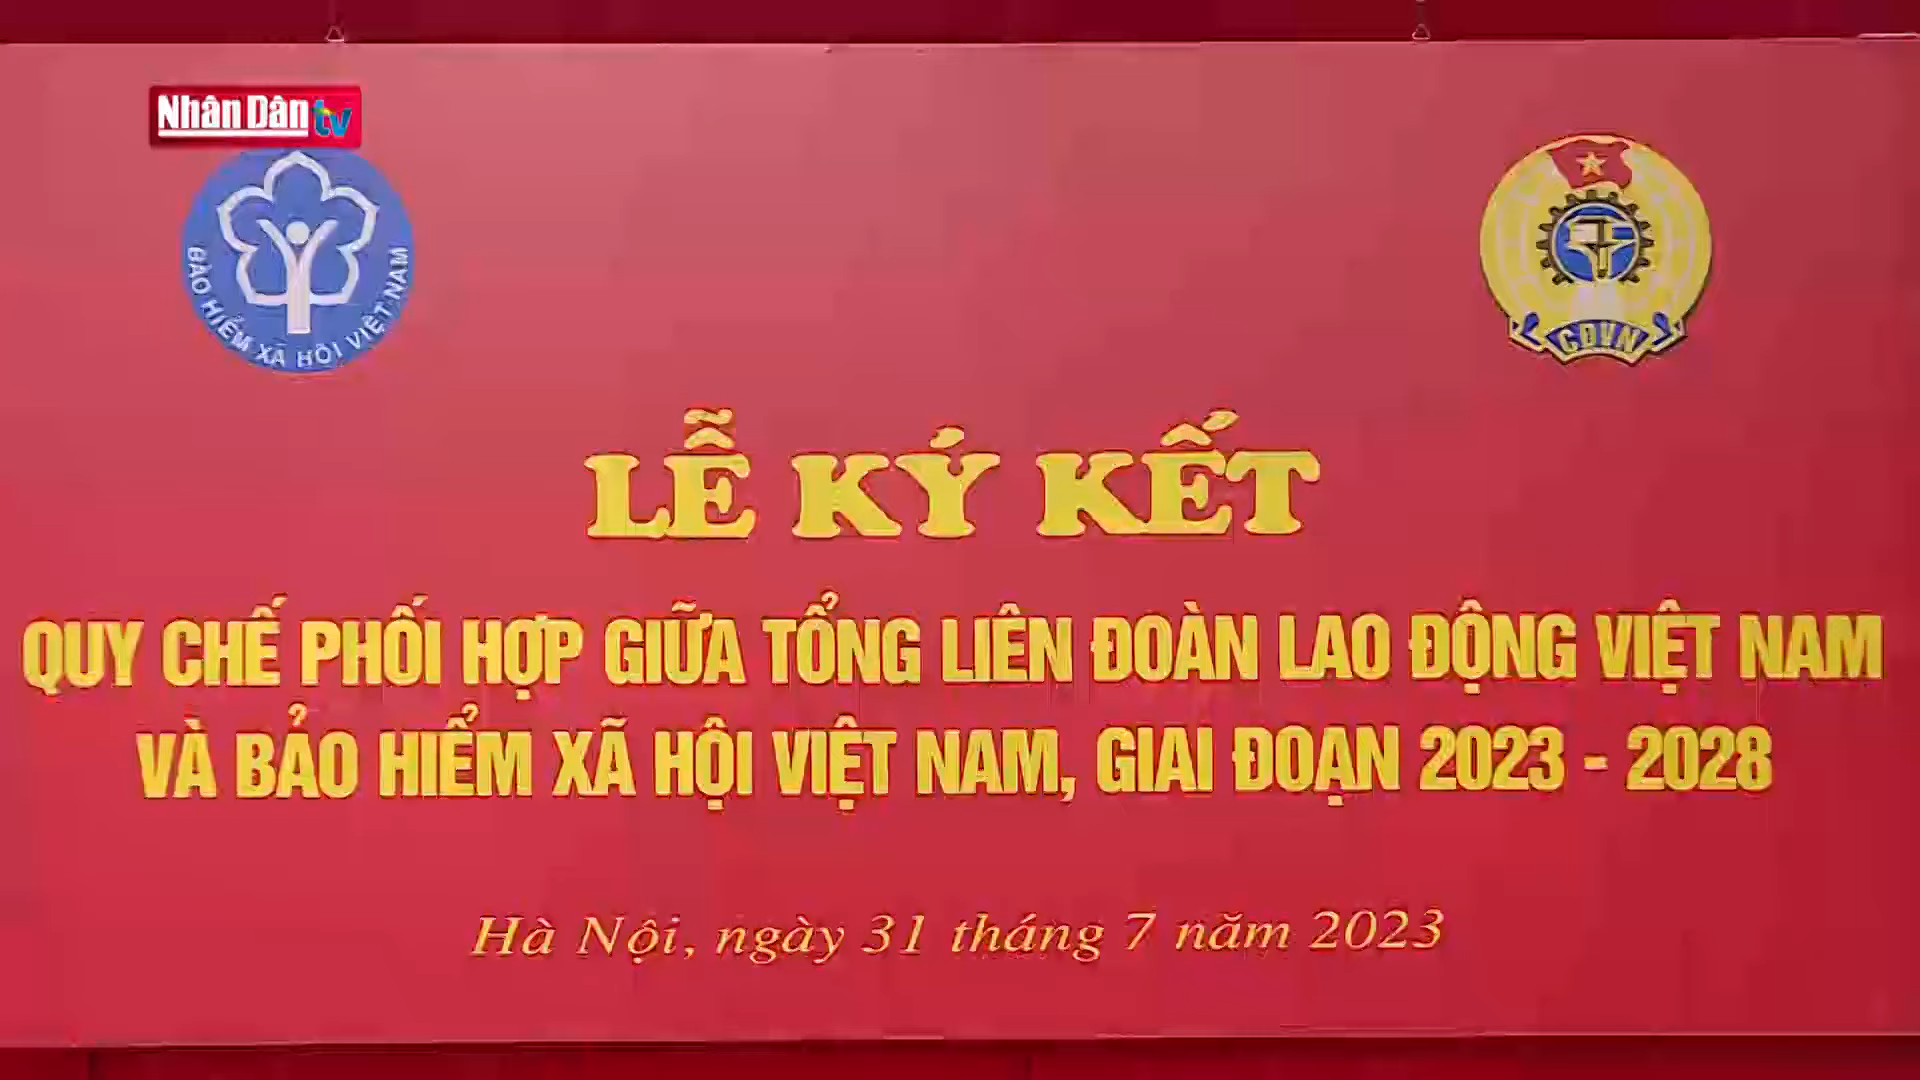 Nhân Dân tv
BẢO HIỂM XÃ HỘI VIỆT NAM
CĐVN
LỄ KÝ KẾT
QUY CHẾ PHỐI HỢP GIỮA TỔNG LIÊN ĐOÀN LAO ĐỘNG VIỆT NAM
VÀ BẢO HIỂM XÃ HỘI VIỆT NAM, GIAI ĐOẠN 2023 - 2028
Hà Nội, ngày 31 tháng 7 năm 2023